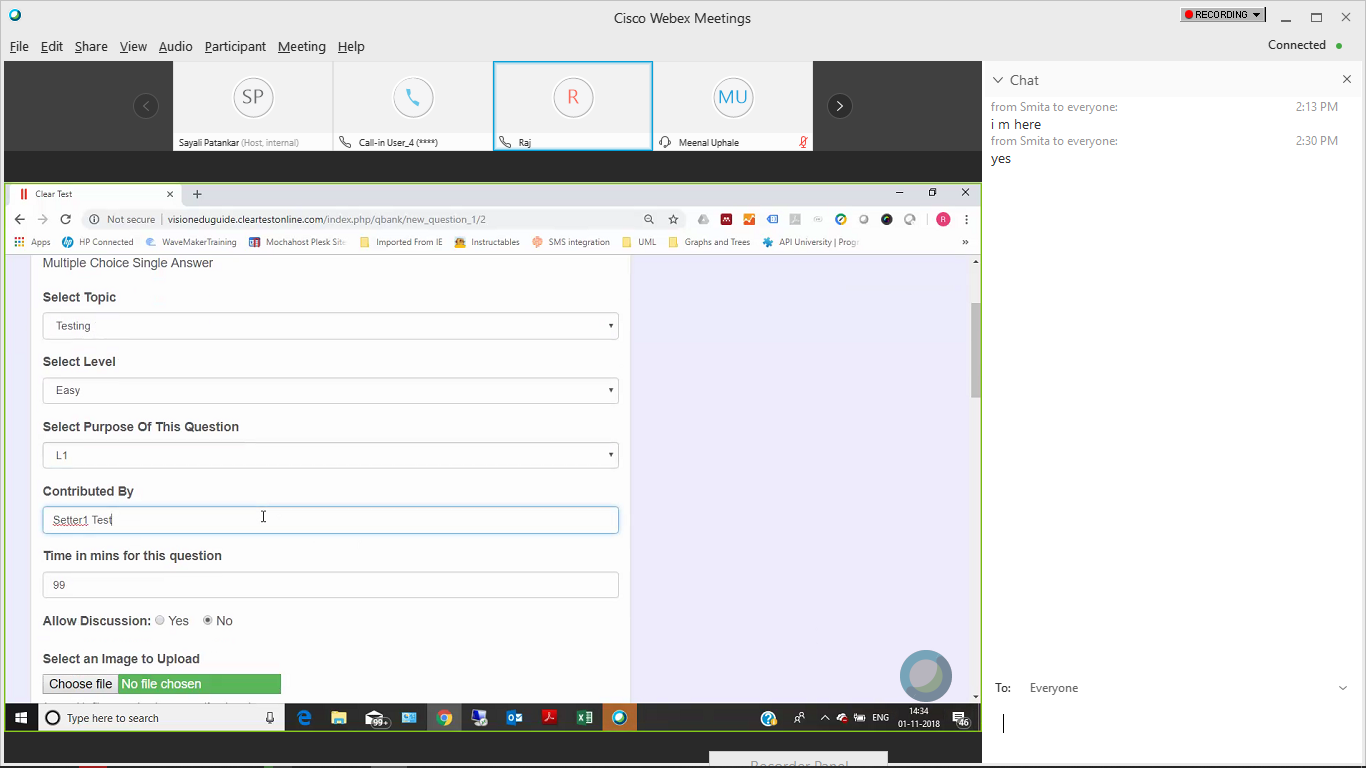 Cisco Webex Meetings
RECORDING
File Edit Share View Audio Participant Meeting Help
Connected
SP
R
MU
Sayali Patankar (Host, internal)
Call-in User_4 (****)
Raj
Meenal Uphale
Chat
from Smita to everyone: 2:13 PM
i m here
from Smita to everyone: 2:30 PM
yes
Clear Test
Not secure visioneduguide.cleartestonline.com/index.php/qbank/new_question_1/2
R
Apps HP Connected WaveMakerTraining Mochahost Plesk Site Imported From IE Instructables SMS integration UML Graphs and Trees API University | Progr »
Multiple Choice Single Answer
Select Topic
Testing
Select Level
Easy
Select Purpose Of This Question
L1
Contributed By
Setter1 Test
Time in mins for this question
99
Allow Discussion: Yes No
Select an Image to Upload
Choose file No file chosen
To: Everyone
Type here to search
99+
ENG
14:34
01-11-2018
46
Recorder Panel